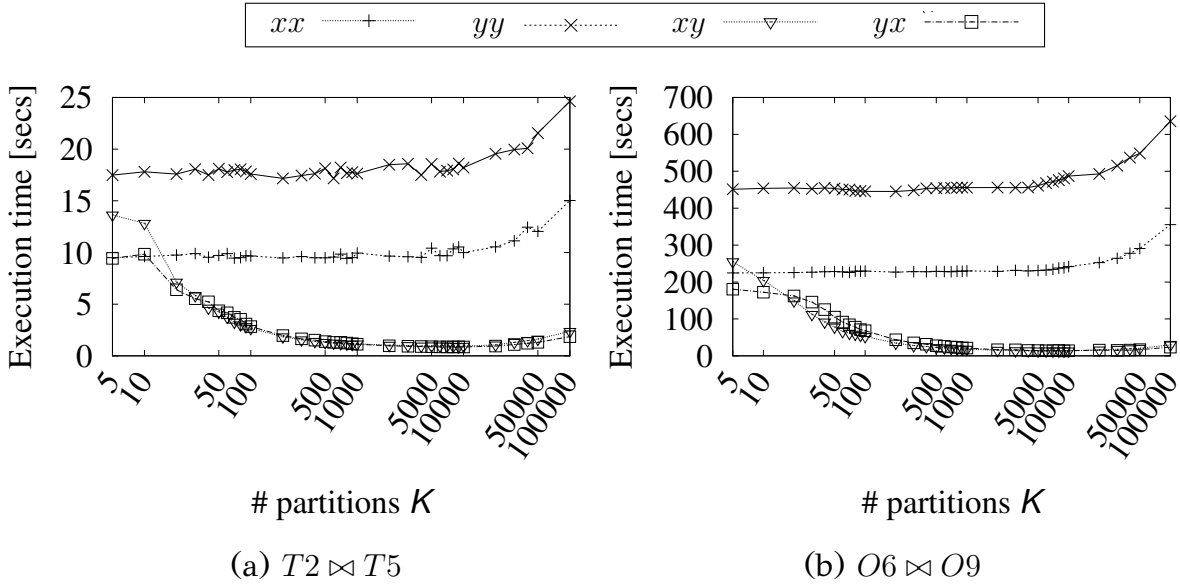 xx yy xy yx
Execution time [secs]
25
20
15
10
5
0
5 10 50 100 500 1000 5000 10000 50000 100000
# partitions K
(a) T2 ⋈ T5
Execution time [secs]
700
600
500
400
300
200
100
0
5 10 50 100 500 1000 5000 10000 50000 100000
# partitions K
(b) O6 ⋈ O9